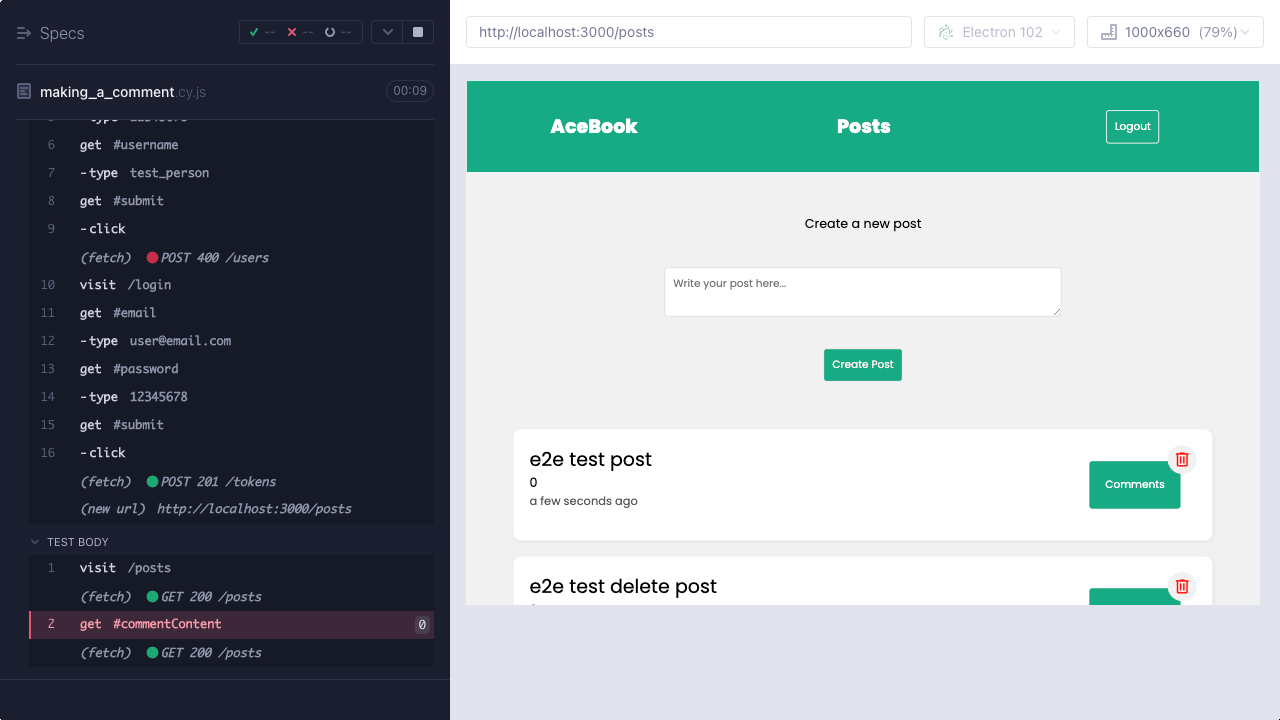 Specs
-- -- --
making_a_comment.cy.js 00:09
6 get #username
7 -type test_person
8 get #submit
9 -click
(fetch) POST 400 /users
10 visit /login
11 get #email
12 -type user@email.com
13 get #password
14 -type 12345678
15 get #submit
16 -click
(fetch) POST 201 /tokens
(new url) http://localhost:3000/posts
TEST BODY
1 visit /posts
(fetch) GET 200 /posts
2 get #commentContent 0
(fetch) GET 200 /posts
http://localhost:3000/posts
Electron 102
1000x660 (79%)
AceBook
Posts
Logout
Create a new post
Write your post here...
Create Post
e2e test post
0
a few seconds ago
Comments
e2e test delete post